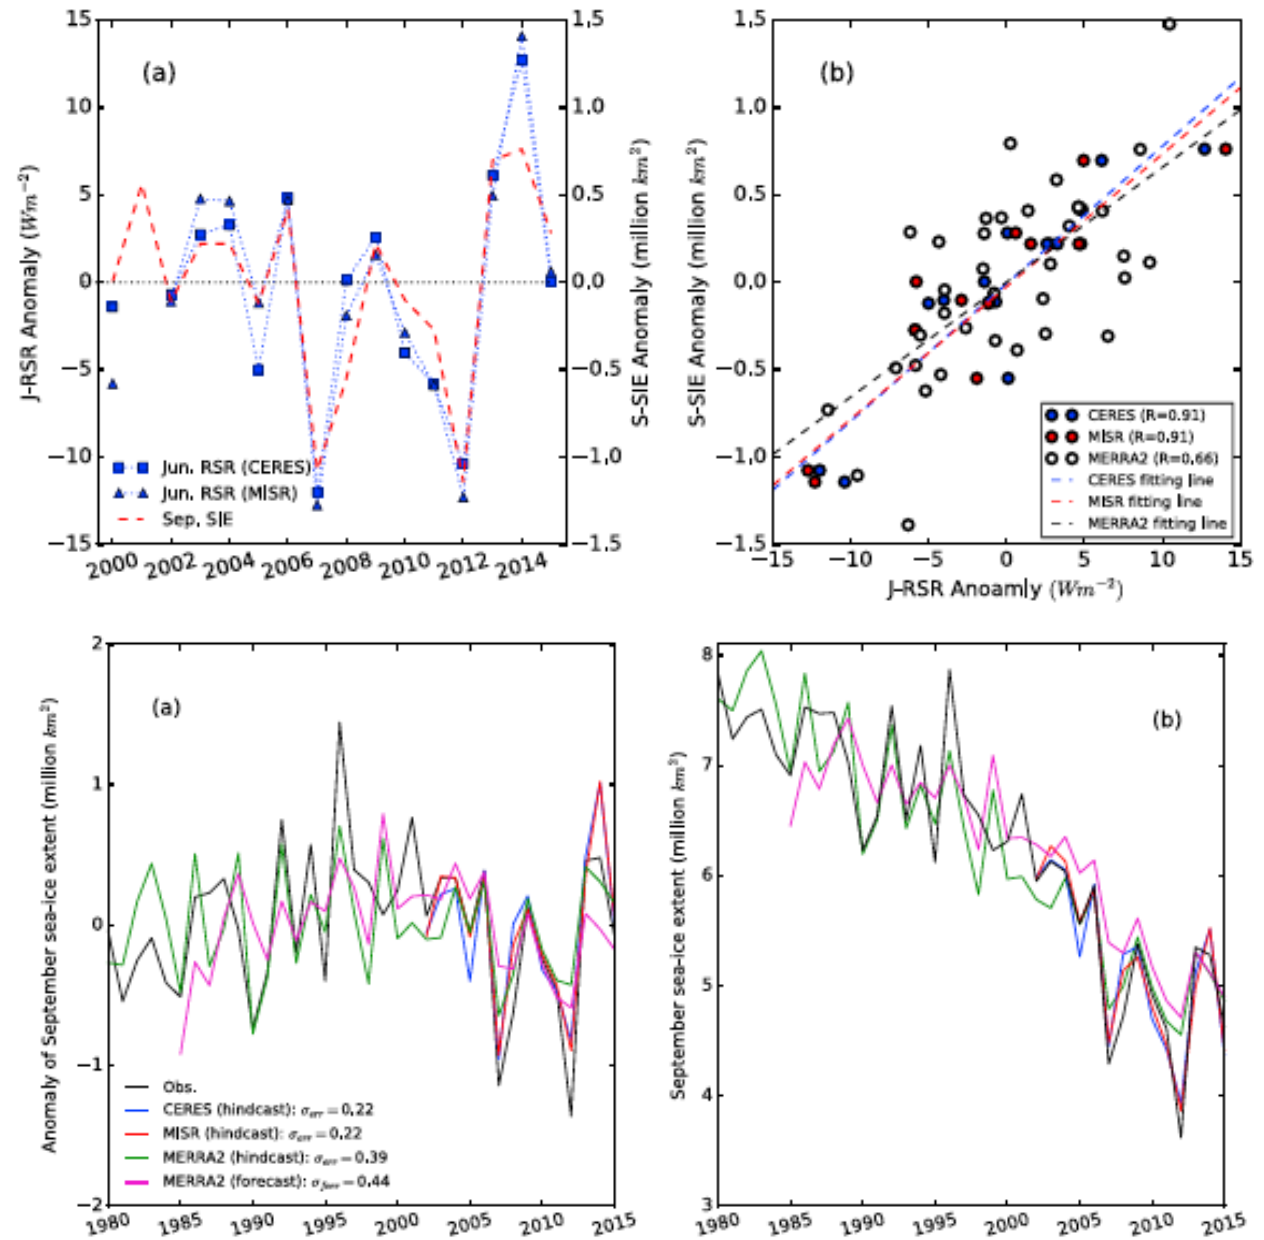 (a)
J-RSR Anomaly (Wm⁻²)
15
10
5
0
−5
−10
−15
1.5
1.0
0.5
0.0
−0.5
−1.0
−1.5
S-SIE Anomaly (million km²)
Jun. RSR (CERES)
Jun. RSR (MISR)
Sep. SIE
2000 2002 2004 2006 2008 2010 2012 2014
(b)
S-SIE Anomaly (million km²)
1.5
1.0
0.5
0.0
−0.5
−1.0
−1.5
CERES (R=0.91)
MISR (R=0.91)
MERRA2 (R=0.66)
CERES fitting line
MISR fitting line
MERRA2 fitting line
−15 −10 −5 0 5 10 15
J-RSR Anoamly (Wm⁻²)
(a)
Anomaly of September sea-ice extent (million km²)
2
1
0
−1
−2
Obs.
CERES (hindcast): σerr = 0.22
MISR (hindcast): σerr = 0.22
MERRA2 (hindcast): σerr = 0.39
MERRA2 (forecast): σferr = 0.44
1980 1985 1990 1995 2000 2005 2010 2015
(b)
September sea-ice extent (million km²)
8
7
6
5
4
3
1980 1985 1990 1995 2000 2005 2010 2015